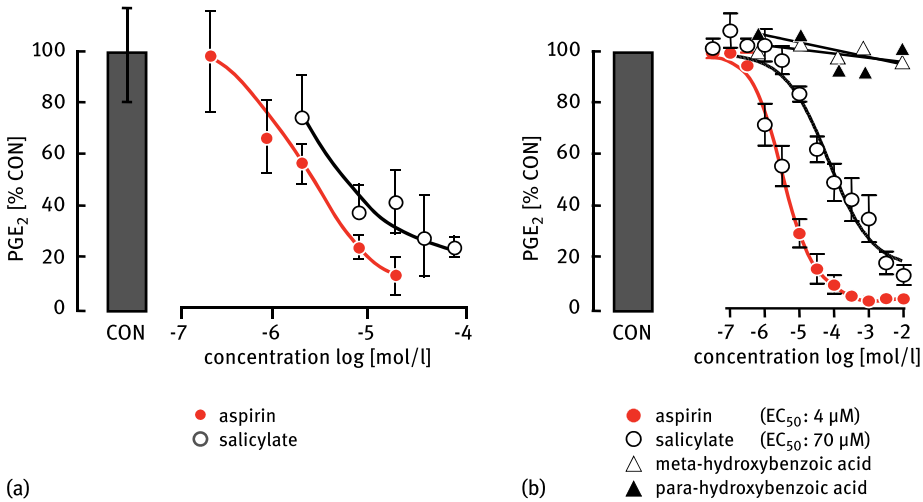 100
80
60
40
20
0
PGE2 [% CON]
CON
-7
-6
-5
-4
concentration log [mol/l]
aspirin
salicylate
(a)
100
80
60
40
20
0
PGE2 [% CON]
CON
-7 -6 -5 -4 -3 -2
concentration log [mol/l]
aspirin (EC50: 4 µM)
salicylate (EC50: 70 µM)
meta-hydroxybenzoic acid
para-hydroxybenzoic acid
(b)